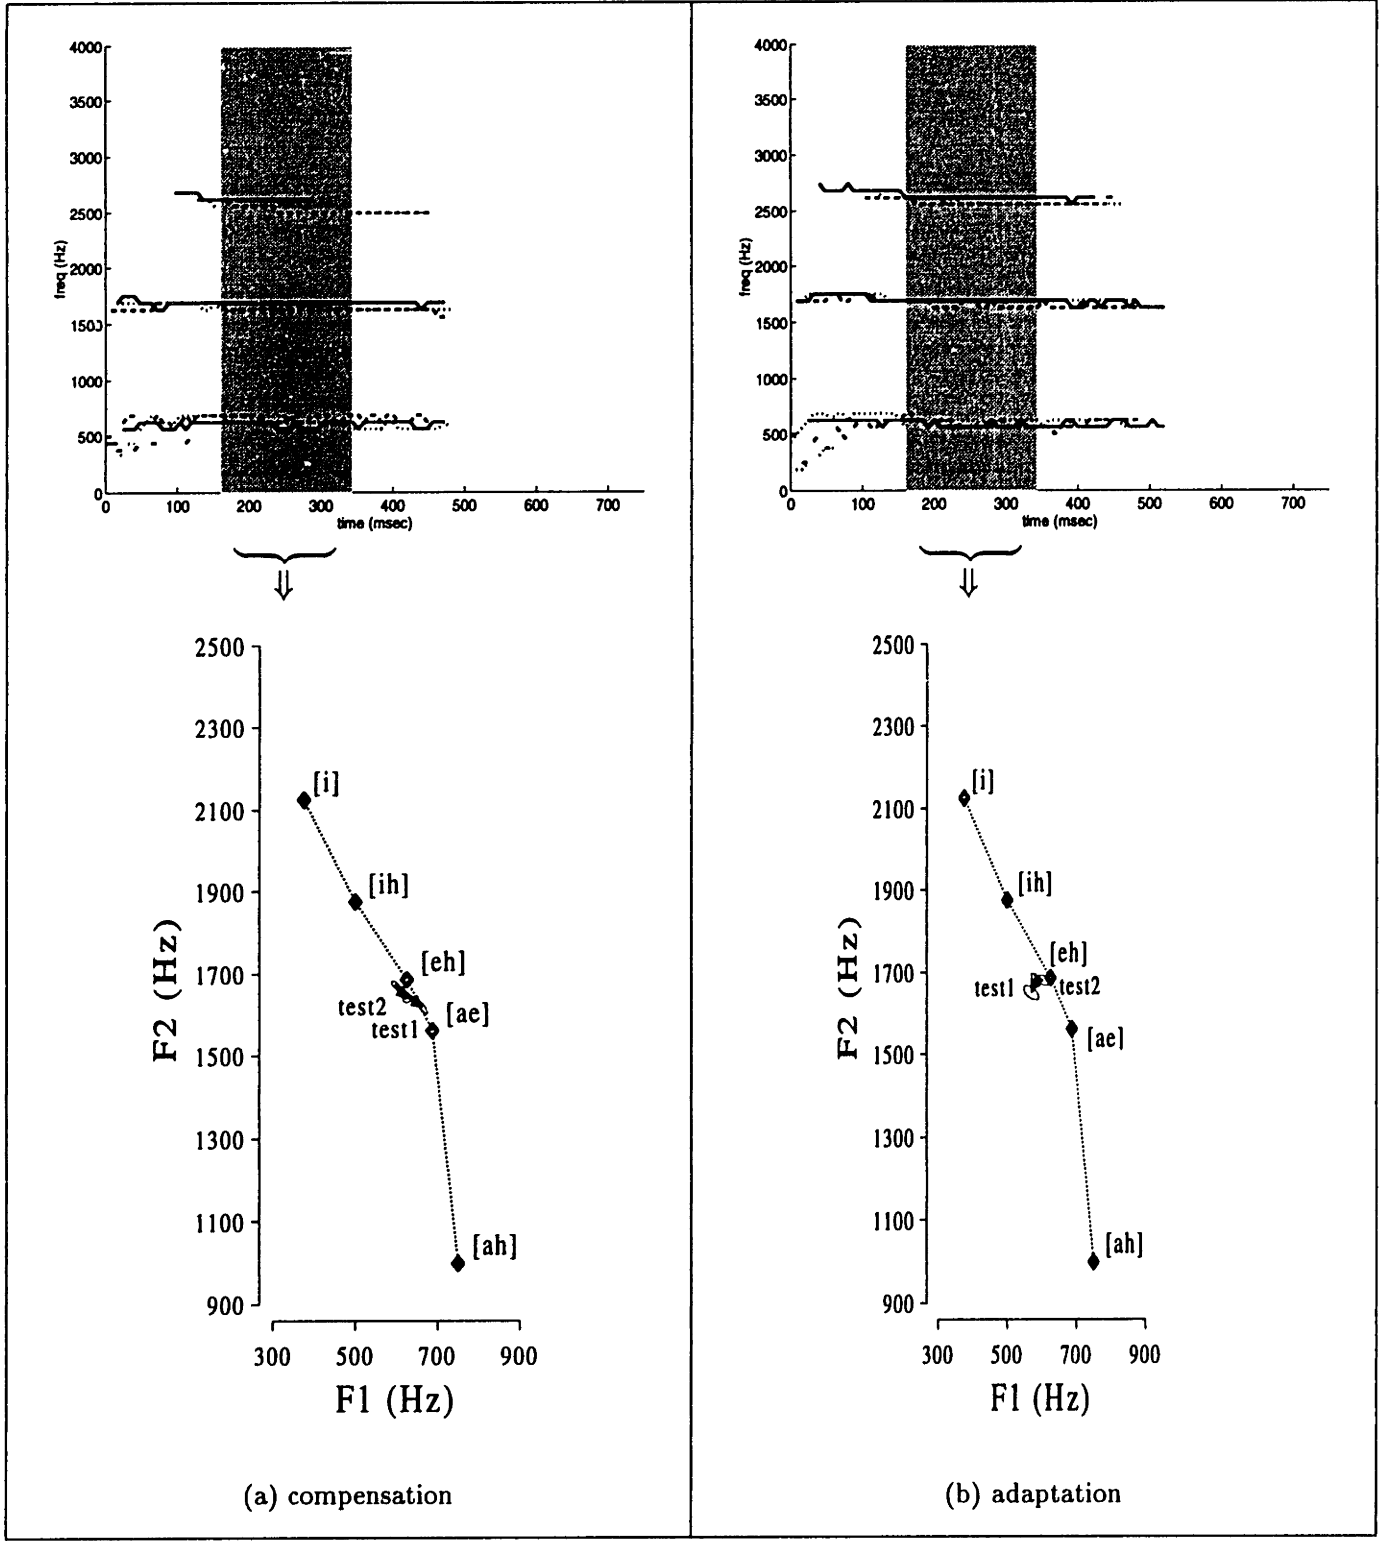 4000
3500
3000
2500
2000
1500
1000
500
0
freq (Hz)
0 100 200 300 400 500 600 700
time (msec)
⇓
2500
2300
2100
1900
1700
1500
1300
1100
900
F2 (Hz)
[i]
[ih]
[eh]
test2
test1
[ae]
[ah]
300 500 700 900
F1 (Hz)
(a) compensation
4000
3500
3000
2500
2000
1500
1000
500
0
freq (Hz)
0 100 200 300 400 500 600 700
time (msec)
⇓
2500
2300
2100
1900
1700
1500
1300
1100
900
F2 (Hz)
[i]
[ih]
[eh]
test1
test2
[ae]
[ah]
300 500 700 900
F1 (Hz)
(b) adaptation